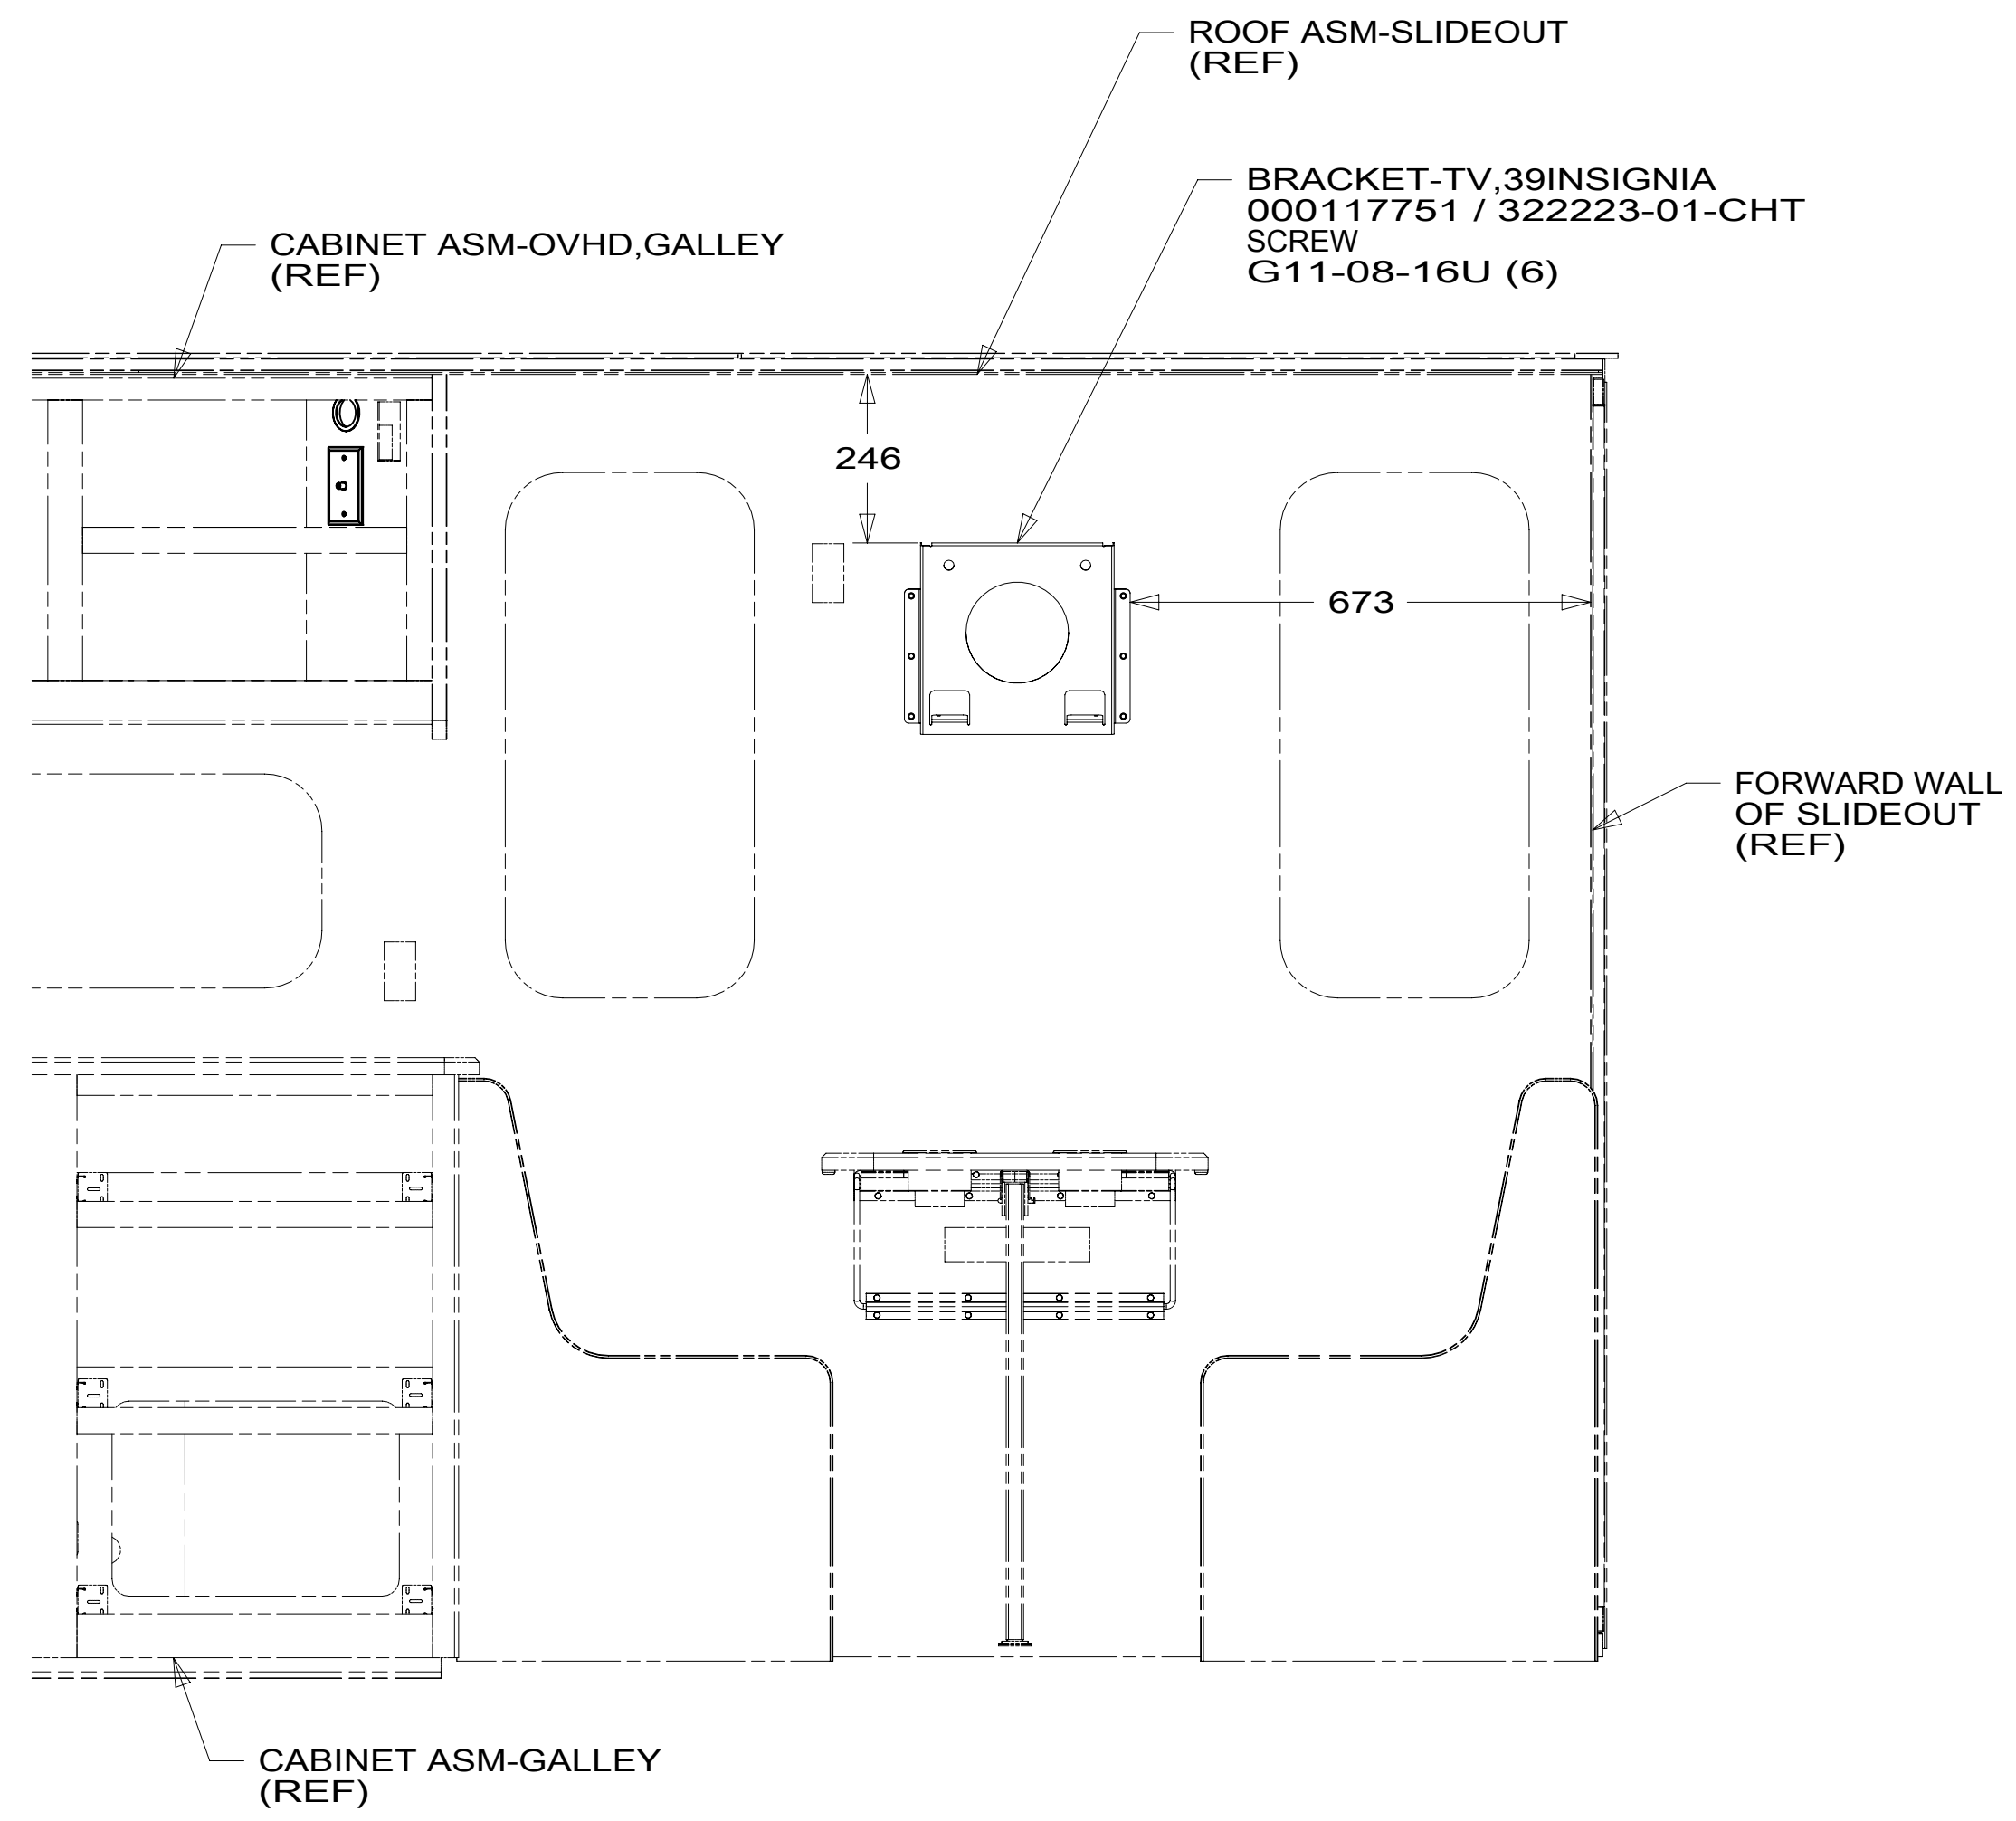 ROOF ASM-SLIDEOUT
(REF)
BRACKET-TV,39INSIGNIA
000117751 / 322223-01-CHT
SCREW
G11-08-16U (6)
CABINET ASM-OVHD,GALLEY
(REF)
246
673
FORWARD WALL
OF SLIDEOUT
(REF)
CABINET ASM-GALLEY
(REF)